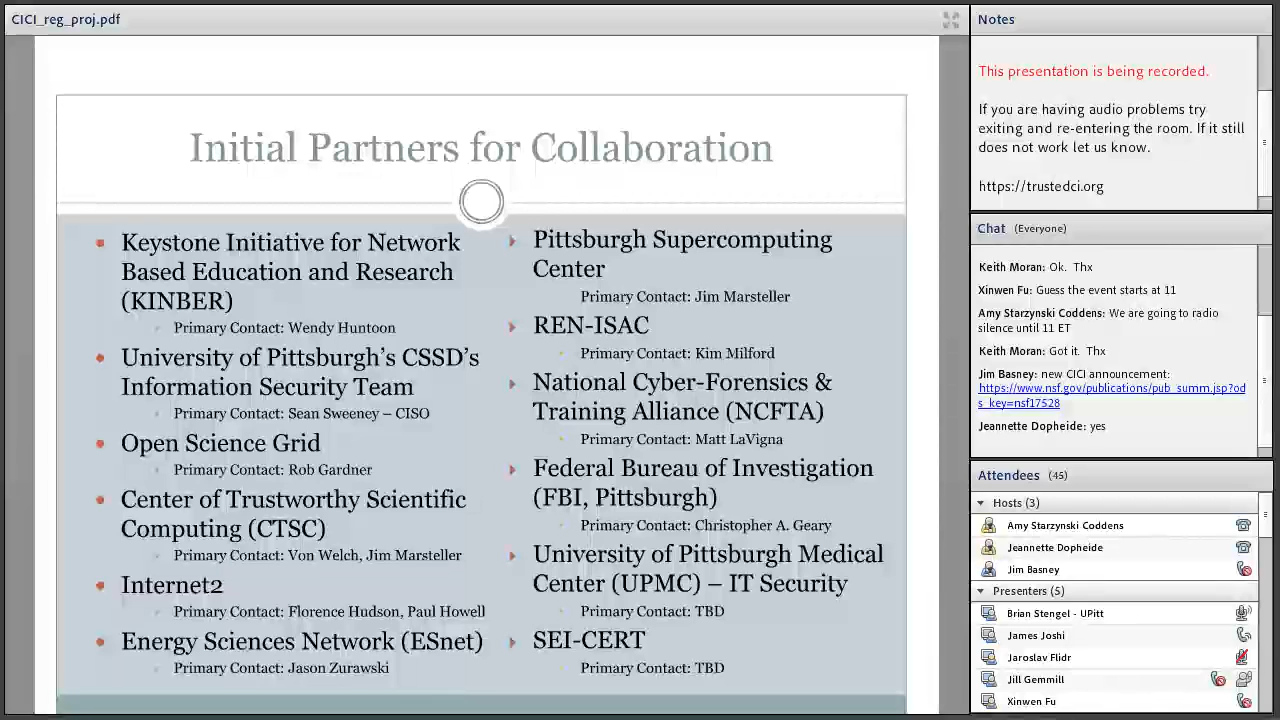 CICI_reg_proj.pdf
Initial Partners for Collaboration
Keystone Initiative for Network
Based Education and Research
(KINBER)
Primary Contact: Wendy Huntoon
University of Pittsburgh's CSSD's
Information Security Team
Primary Contact: Sean Sweeney – CISO
Open Science Grid
Primary Contact: Rob Gardner
Center of Trustworthy Scientific
Computing (CTSC)
Primary Contact: Von Welch, Jim Marsteller
Internet2
Primary Contact: Florence Hudson, Paul Howell
Energy Sciences Network (ESnet)
Primary Contact: Jason Zurawski
Pittsburgh Supercomputing
Center
Primary Contact: Jim Marsteller
REN-ISAC
Primary Contact: Kim Milford
National Cyber-Forensics &
Training Alliance (NCFTA)
Primary Contact: Matt LaVigna
Federal Bureau of Investigation
(FBI, Pittsburgh)
Primary Contact: Christopher A. Geary
University of Pittsburgh Medical
Center (UPMC) – IT Security
Primary Contact: TBD
SEI-CERT
Primary Contact: TBD
Notes
This presentation is being recorded.
If you are having audio problems try
exiting and re-entering the room. If it still
does not work let us know.
https://trustedci.org
Chat (Everyone)
Keith Moran: Ok. Thx
Xinwen Fu: Guess the event starts at 11
Amy Starzynski Coddens: We are going to radio
silence until 11 ET
Keith Moran: Got it. Thx
Jim Basney: new CICI announcement:
https://www.nsf.gov/publications/pub_summ.jsp?od
s_key=nsf17528
Jeannette Dopheide: yes
Attendees (45)
Hosts (3)
Amy Starzynski Coddens
Jeannette Dopheide
Jim Basney
Presenters (5)
Brian Stengel - UPitt
James Joshi
Jaroslav Flidr
Jill Gemmill
Xinwen Fu